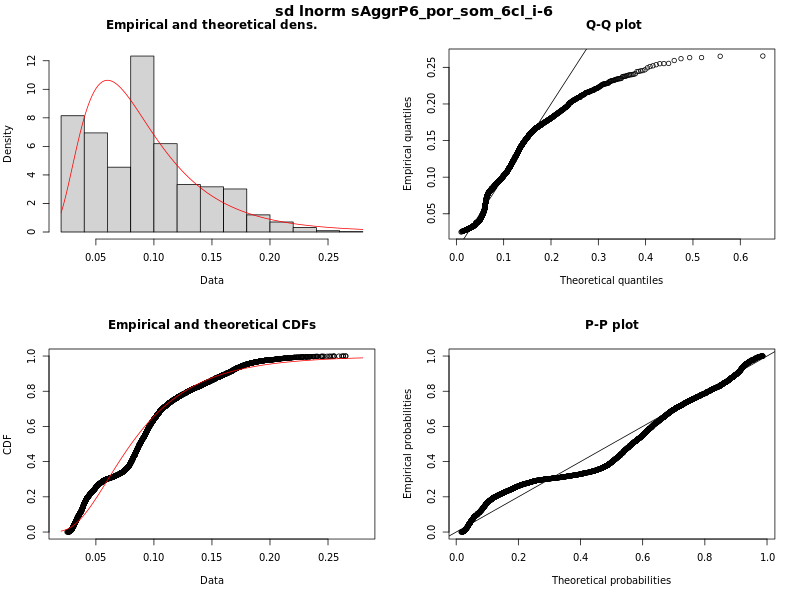 sd lnorm sAggrP6_por_som_6cl_i-6
Empirical and theoretical dens.
Density
0 2 4 6 8 10 12
0.05 0.10 0.15 0.20 0.25
Data
Q-Q plot
Empirical quantiles
0.05 0.15 0.20 0.25
0.0 0.1 0.2 0.3 0.4 0.5 0.6
Theoretical quantiles
Empirical and theoretical CDFs
CDF
0.0 0.2 0.4 0.6 0.8 1.0
0.05 0.10 0.15 0.20 0.25
Data
P-P plot
Empirical probabilities
0.0 0.2 0.4 0.6 0.8 1.0
0.0 0.2 0.4 0.6 0.8 1.0
Theoretical probabilities